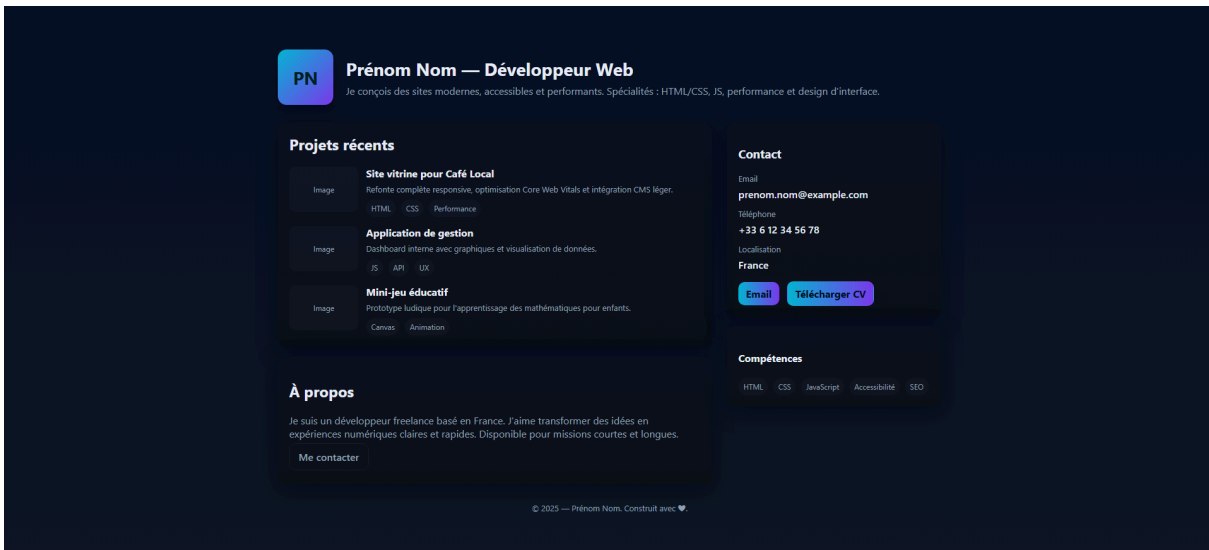 PN
Prénom Nom — Développeur Web
Je conçois des sites modernes, accessibles et performants. Spécialités : HTML/CSS, JS, performance et design d'interface.
Projets récents
Image
Site vitrine pour Café Local
Refonte complète responsive, optimisation Core Web Vitals et intégration CMS léger.
HTML CSS Performance
Image
Application de gestion
Dashboard interne avec graphiques et visualisation de données.
JS API UX
Image
Mini-jeu éducatif
Prototype ludique pour l'apprentissage des mathématiques pour enfants.
Canvas Animation
À propos
Je suis un développeur freelance basé en France. J'aime transformer des idées en
expériences numériques claires et rapides. Disponible pour missions courtes et longues.
Me contacter
Contact
Email
prenom.nom@example.com
Téléphone
+33 6 12 34 56 78
Localisation
France
Email Télécharger CV
Compétences
HTML CSS JavaScript Accessibilité SEO
© 2025 — Prénom Nom. Construit avec ♥.